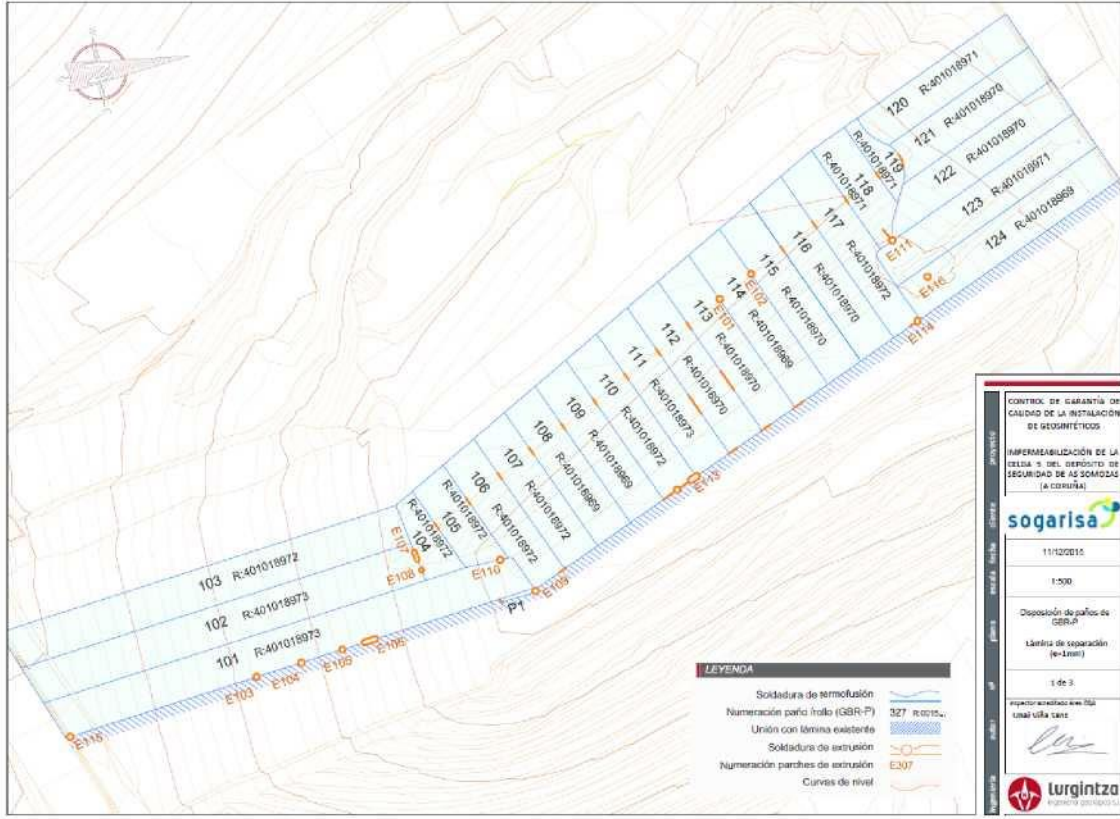 120 R:401018971
121 R:401018970
122 R:401018970
123 R:401018971
124 R:401018969
119
R:401018971
118
R:401018971
117
R:401018972
116
R:401018970
115
R:401018970
114
R:401018969
113
R:401018970
112
R:401018970
111
R:401018973
110
R:401018972
109
R:401018969
108
R:401018969
107
R:401018972
106
R:401018972
105
R:401018972
104
R:401018972
103 R:401018972
102 R:401018973
101 R:401018973
E111
E116
E114
E102
E101
E113
E107
E108
E110
E109
P1
E105
E104
E103
E115
LEYENDA
Soldadura de termofusión
Numeración paño /rollo (GBR-P)
327
Unión con lámina existente
Soldadura de extrusión
Numeración parches de extrusión
E307
Curvas de nivel
proyecto
CONTROL DE GARANTÍA DE
CALIDAD DE LA INSTALACIÓN
DE GEOSINTÉTICOS
IMPERMEABILIZACIÓN DE LA
CELDA 5 DEL DEPÓSITO DE
SEGURIDAD DE AS SOMOZAS
(A CORUÑA)
cliente
sogarisa
fecha
escala
1:500
plano
Disposición de paños de
GBR-P
Lámina de separación
(e=1mm)
nº
1 de 3
autor
Unai Villa Sanz
ingeniería
lurgintza